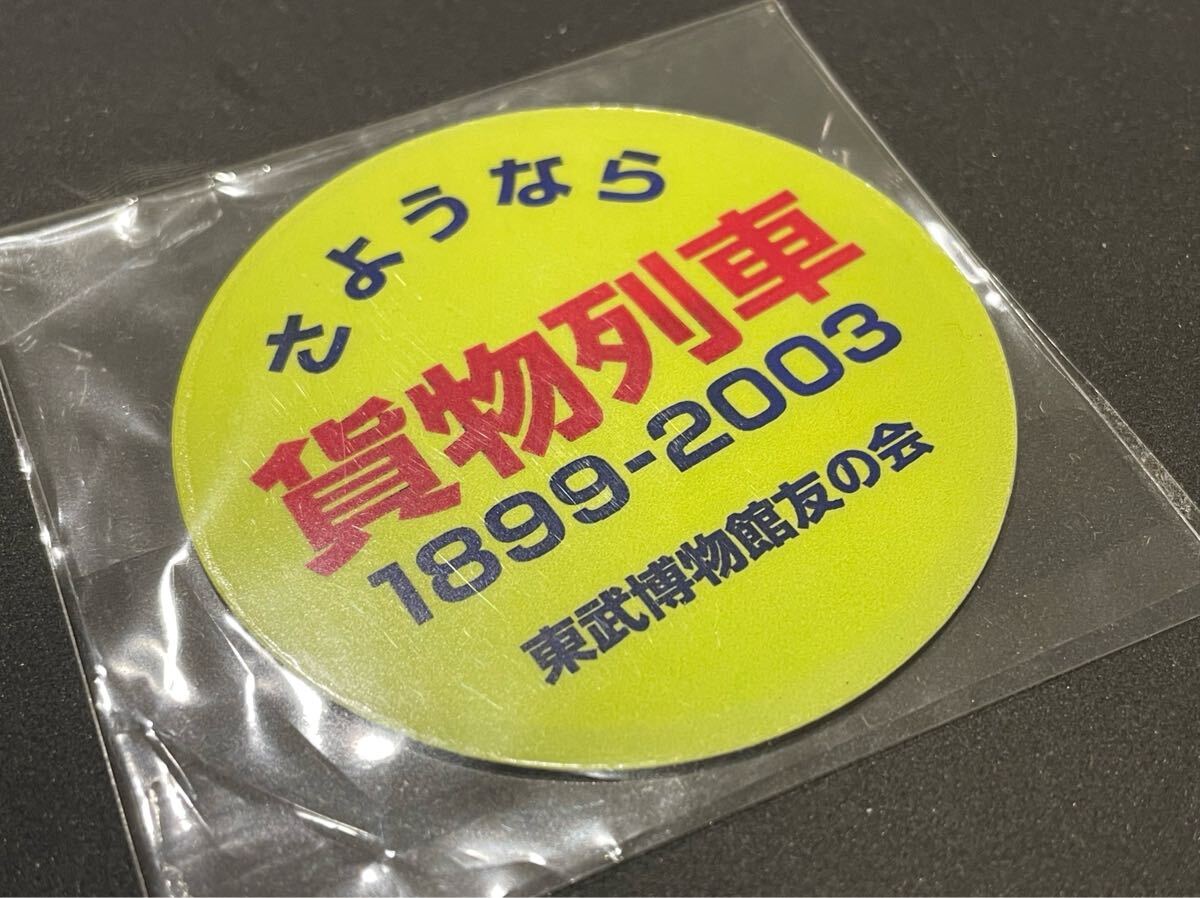 さようなら
貨物列車
1899-2003
東武博物館友の会